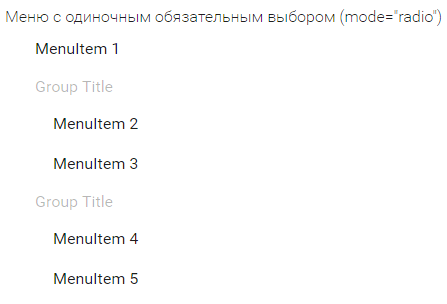 Меню с одиночным обязательным выбором (mode="radio")
MenuItem 1
Group Title
MenuItem 2
MenuItem 3
Group Title
MenuItem 4
MenuItem 5